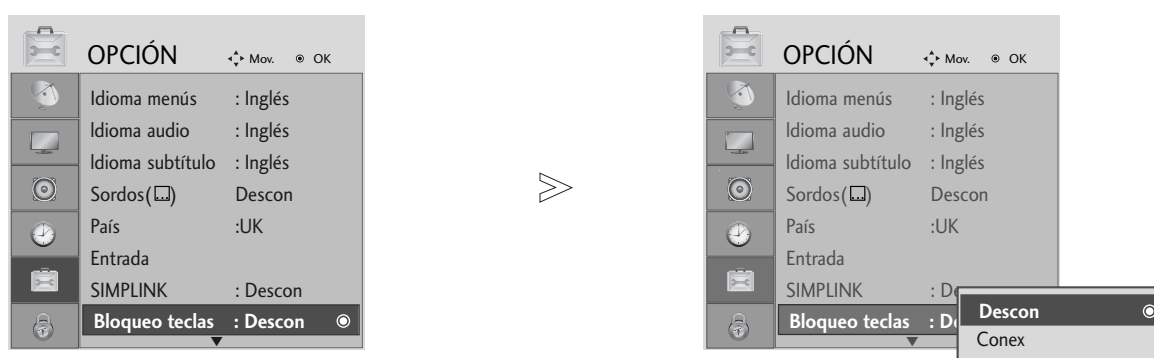 OPCIÓN Mov. OK
Idioma menús : Inglés
Idioma audio : Inglés
Idioma subtítulo : Inglés
Sordos( ) Descon
País :UK
Entrada
SIMPLINK : Descon
Bloqueo teclas : Descon
OPCIÓN Mov. OK
Idioma menús : Inglés
Idioma audio : Inglés
Idioma subtítulo : Inglés
Sordos( ) Descon
País :UK
Entrada
SIMPLINK : De
Bloqueo teclas : De
Descon
Conex